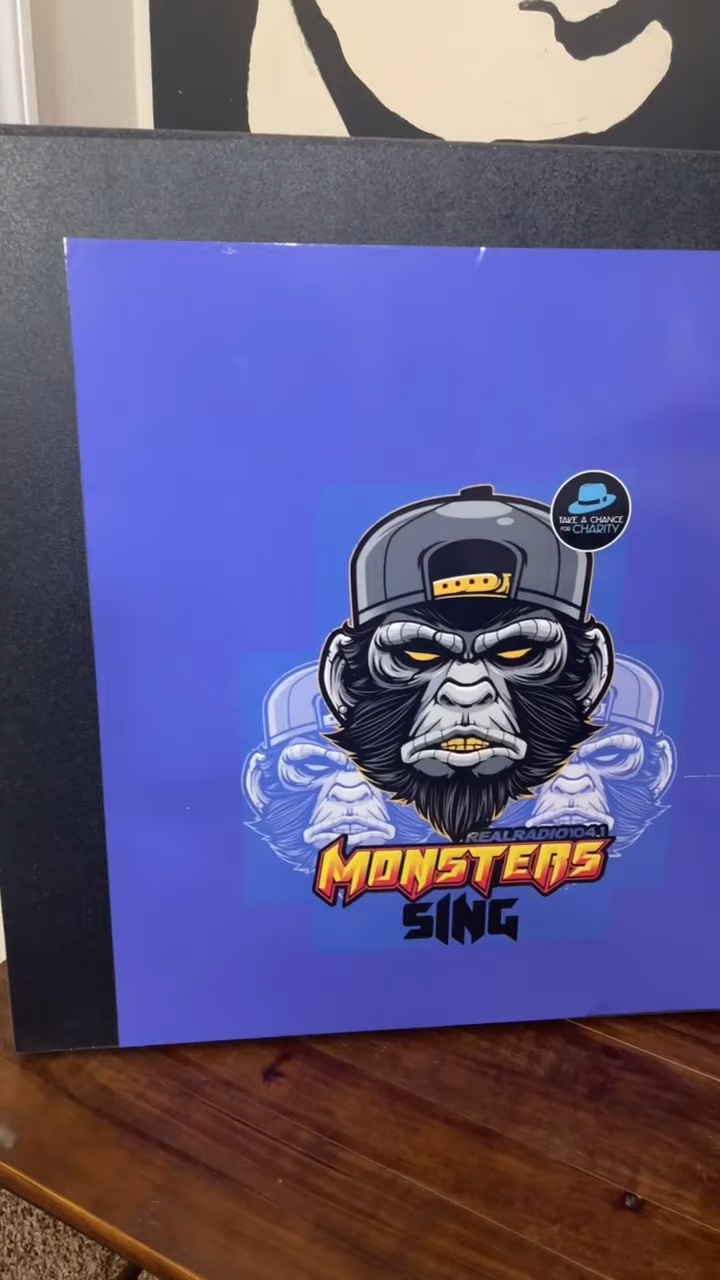 TAKE A CHANCE
FOR CHARITY
REALRADIO104.1
MONSTERS
SING